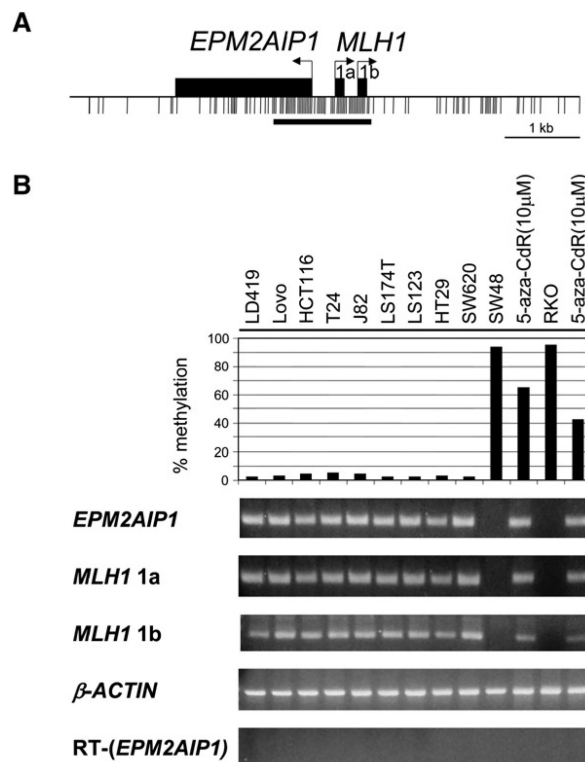 A
EPM2AIP1 MLH1
1a 1b
1 kb
B
LD419
Lovo
HCT116
T24
J82
LS174T
LS123
HT29
SW620
SW48
5-aza-CdR(10µM)
RKO
5-aza-CdR(10µM)
% methylation
100
80
60
40
20
0
EPM2AIP1
MLH1 1a
MLH1 1b
β-ACTIN
RT-(EPM2AIP1)